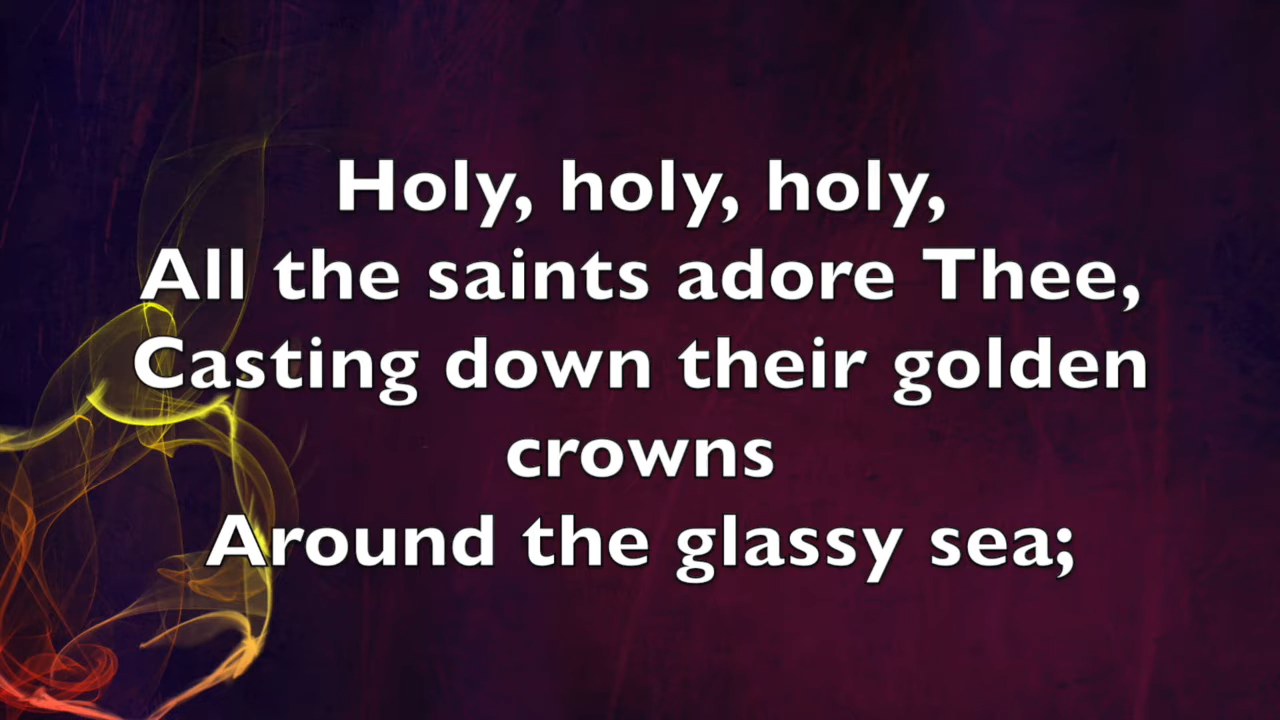 Holy, holy, holy,
All the saints adore Thee,
Casting down their golden
crowns
Around the glassy sea;